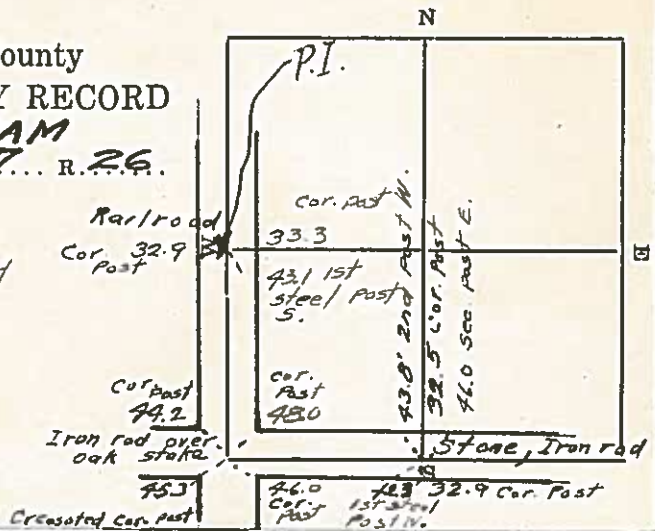 N
ounty
Y RECORD
AM
7.... R. 26.
P.I.
Railroad
Cor. 32.9
Post
W
E
Cor. Post
33.3
43.1 1st
steel Post
S.
43.8' 2nd Post W.
32.5 Cor. Post
46.0 Sec. post E.
Cor. Post
44.2
Cor.
Post
48.0
Iron rod over
oak stake
Stone, Iron rod
45.3'
46.0
Cor.
Post
32.9 Cor. Post
1st steel
Post W.
Creosoted Cor. Post